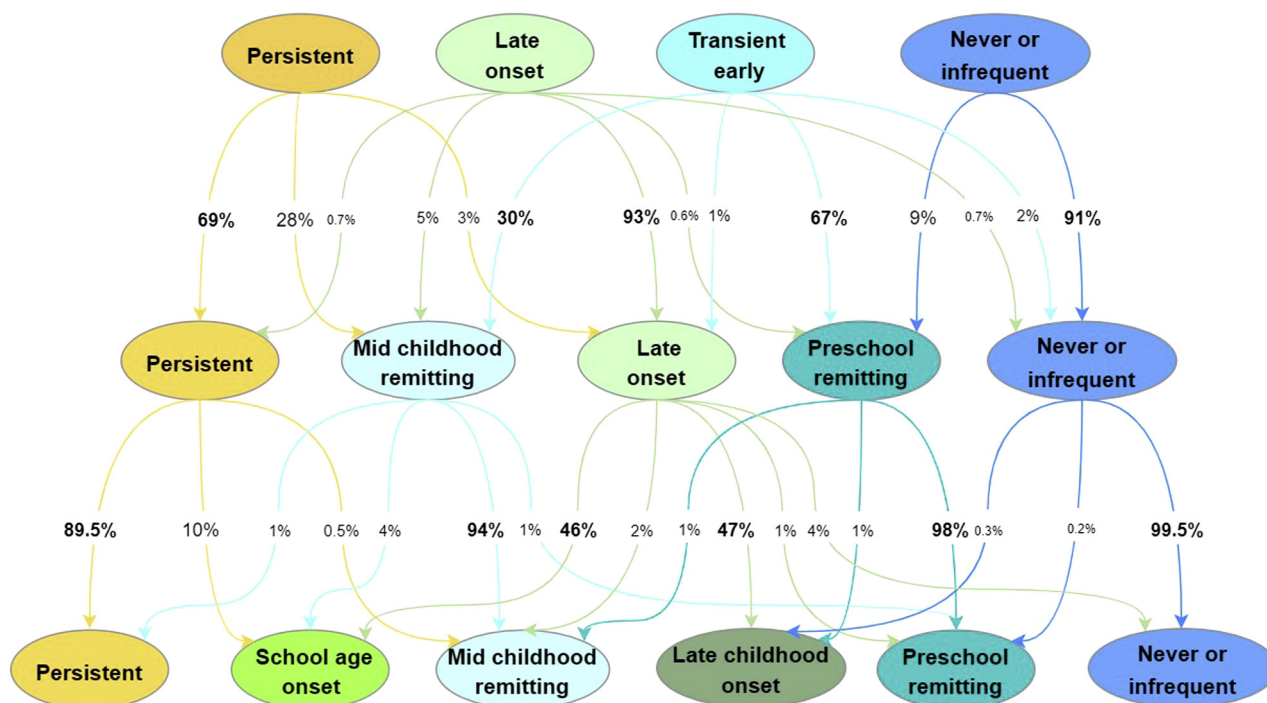 Persistent
Late
onset
Transient
early
Never or
infrequent
69%
28%
0.7%
5%
3%
30%
93%
0.6%
1%
67%
9%
0.7%
2%
91%
Persistent
Mid childhood
remitting
Late
onset
Preschool
remitting
Never or
infrequent
89.5%
10%
1%
0.5%
4%
94%
1%
46%
2%
1%
47%
1%
4%
1%
98%
0.3%
0.2%
99.5%
Persistent
School age
onset
Mid childhood
remitting
Late childhood
onset
Preschool
remitting
Never or
infrequent